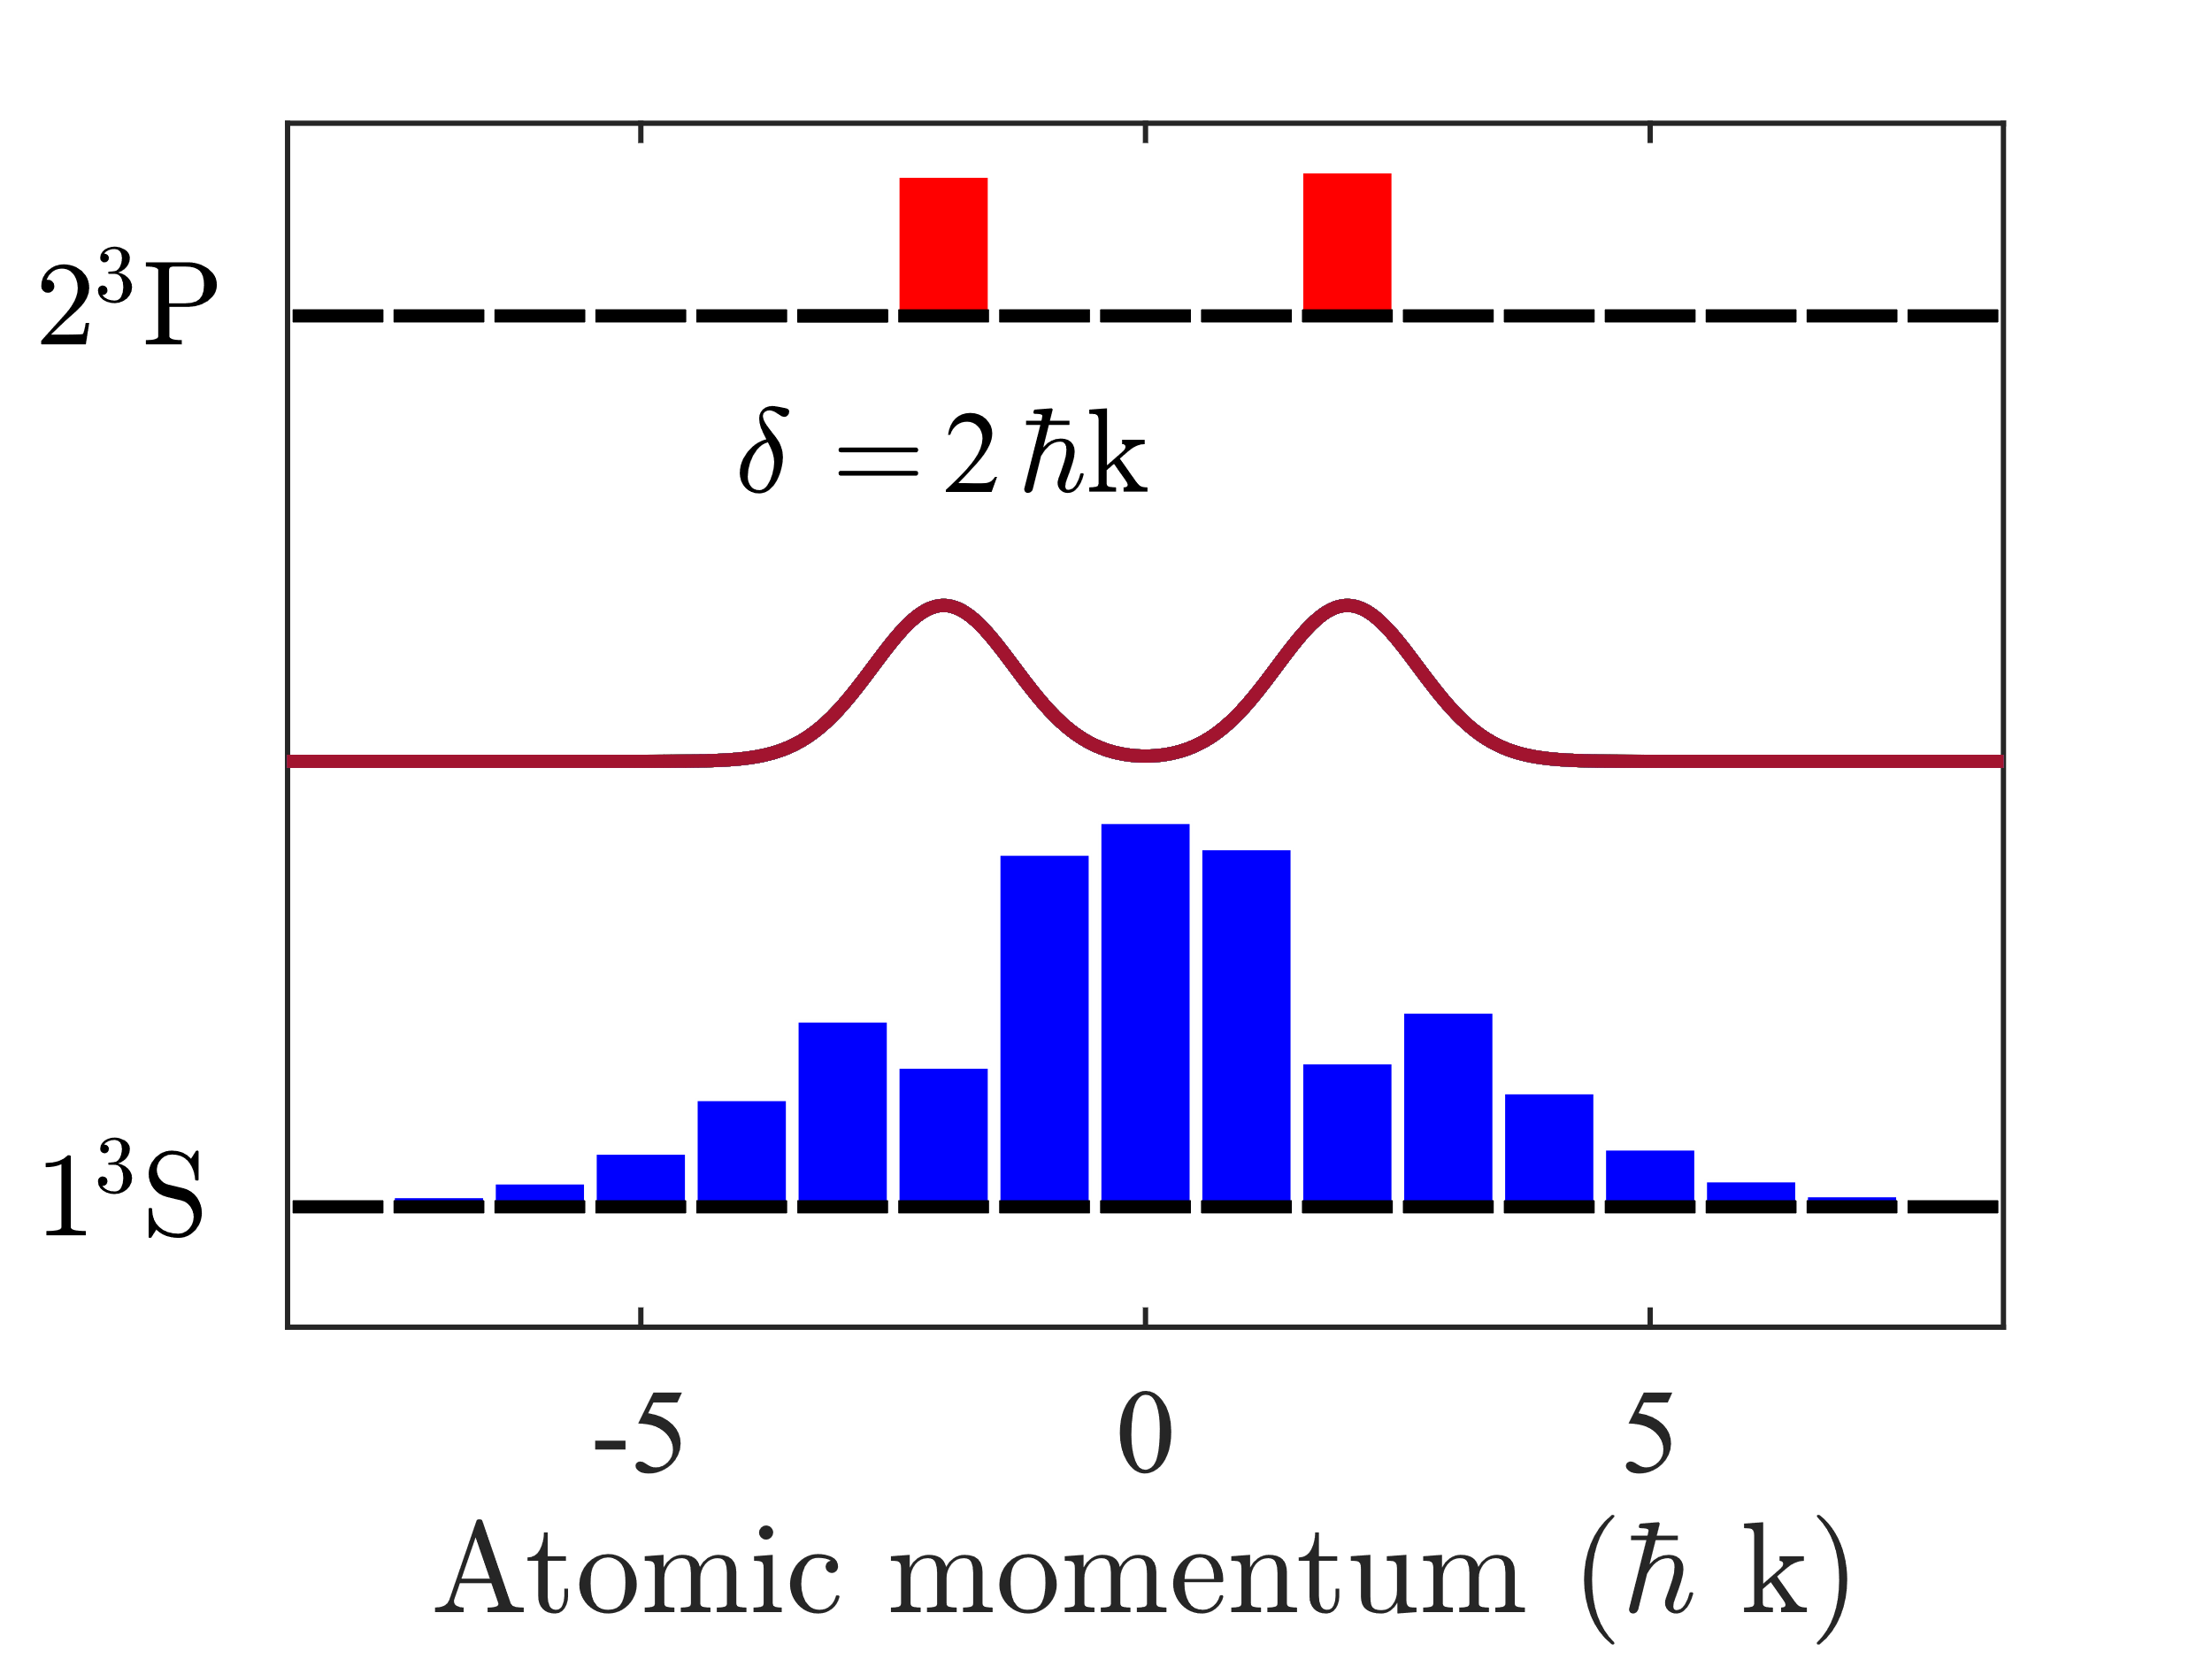 2³P
δ = 2 ℏk
1³S
-5 0 5
Atomic momentum (ℏ k)